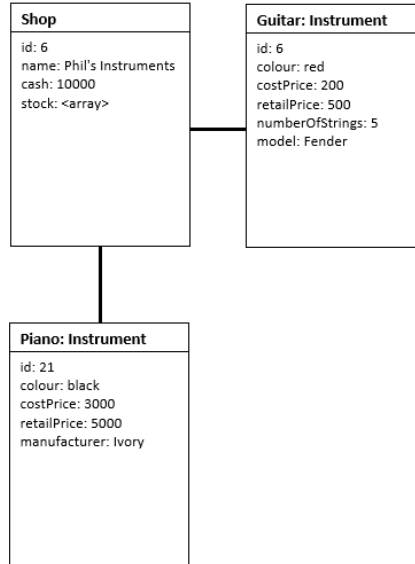 Shop
id: 6
name: Phil's Instruments
cash: 10000
stock: <array>
Guitar: Instrument
id: 6
colour: red
costPrice: 200
retailPrice: 500
numberOfStrings: 5
model: Fender
Piano: Instrument
id: 21
colour: black
costPrice: 3000
retailPrice: 5000
manufacturer: Ivory